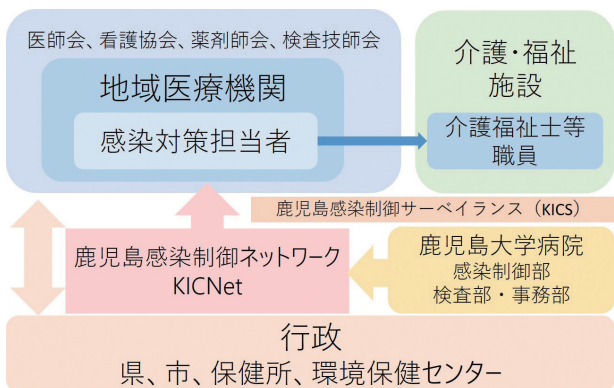 医師会、看護協会、薬剤師会、検査技師会
地域医療機関
感染対策担当者
介護・福祉
施設
介護福祉士等
職員
鹿児島感染制御サーベイランス（KICS）
鹿児島感染制御ネットワーク
KICNet
鹿児島大学病院
感染制御部
検査部・事務部
行政
県、市、保健所、環境保健センター